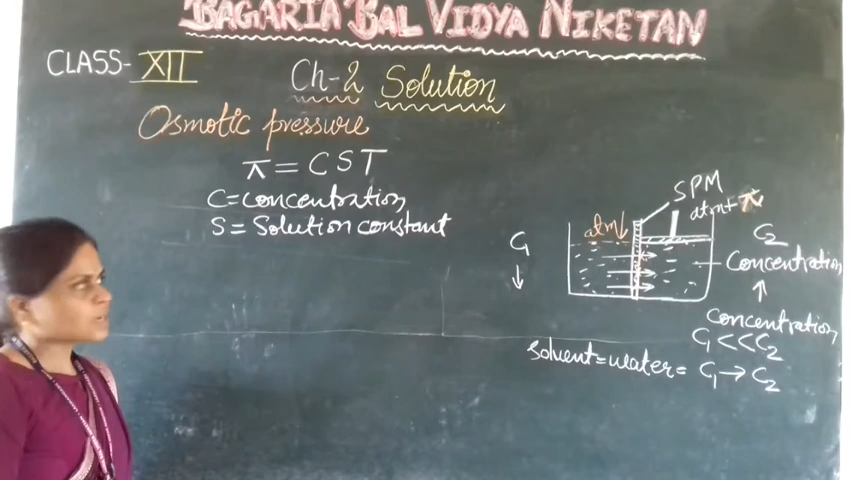 BAGARIA BAL VIDYA NIKETAN
CLASS- XII
Ch-2 Solution
Osmotic pressure
π = CST
C = concentration
S = Solution constant
SPM
atm↓
atm + π
C₁
↓
C₂
Concentration
↑
Concentration
C₁ << C₂
Solvent = water = C₁ → C₂